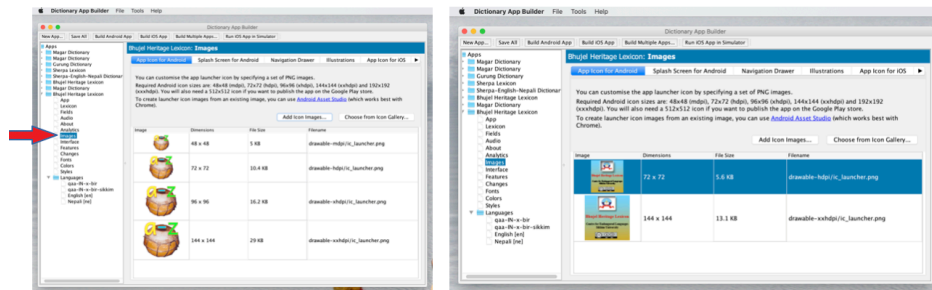 Dictionary App Builder File Tools Help
Dictionary App Builder
New App... Save All Build Android App Build iOS App Build Multiple Apps... Run iOS App in Simulator
Apps
Magar Dictionary
Gurung Dictionary
Sherpa Lexicon
Sherpa-English-Nepali Dictionar
Bhujel Heritage Lexicon
Magar Dictionary
Bhujel Heritage Lexicon
App
Lexicon
Fields
Audio
About
Analytics
Images
Interface
Features
Changes
Fonts
Colors
Styles
Languages
qaa-fN-x-bir
qaa-fN-x-bir-sikkim
English [en]
Nepali [ne]
Bhujel Heritage Lexicon: Images
App Icon for Android Splash Screen for Android Navigation Drawer Illustrations App Icon for iOS
You can customise the app launcher icon by specifying a set of PNG images.
Required Android icon sizes are: 48x48 (mdpi), 72x72 (hdpi), 96x96 (xhdpi), 144x144 (xxhdpi) and 192x192
(xxxhdpi). You will also need a 512x512 icon if you want to publish the app on the Google Play store.
To create launcher icon images from an existing image, you can use Android Asset Studio (which works best with
Chrome).
Add Icon Images... Choose from Icon Gallery...
Image Dimensions File Size Filename
48 x 48 5 KB drawable-mdpi/ic_launcher.png
72 x 72 10.4 KB drawable-hdpi/ic_launcher.png
96 x 96 16.2 KB drawable-xhdpi/ic_launcher.png
144 x 144 29 KB drawable-xxhdpi/ic_launcher.png
Dictionary App Builder File Tools Help
Dictionary App Builder
New App... Save All Build Android App Build iOS App Build Multiple Apps... Run iOS App in Simulator
Apps
Magar Dictionary
Magar Dictionary
Gurung Dictionary
Sherpa Lexicon
Sherpa-English-Nepali Dictionar
Bhujel Heritage Lexicon
Magar Dictionary
Bhujel Heritage Lexicon
App
Lexicon
Fields
Audio
About
Analytics
Images
Interface
Features
Changes
Fonts
Colors
Styles
Languages
qaa-fN-x-bir
qaa-fN-x-bir-sikkim
English [en]
Nepali [ne]
Bhujel Heritage Lexicon: Images
App Icon for Android Splash Screen for Android Navigation Drawer Illustrations App Icon for iOS
You can customise the app launcher icon by specifying a set of PNG images.
Required Android icon sizes are: 48x48 (mdpi), 72x72 (hdpi), 96x96 (xhdpi), 144x144 (xxhdpi) and 192x192
(xxxhdpi). You will also need a 512x512 icon if you want to publish the app on the Google Play store.
To create launcher icon images from an existing image, you can use Android Asset Studio (which works best with
Chrome).
Add Icon Images... Choose from Icon Gallery...
Image Dimensions File Size Filename
72 x 72 5.6 KB drawable-hdpi/ic_launcher.png
Bhujel Heritage Lexicon
144 x 144 13.1 KB drawable-xxhdpi/ic_launcher.png